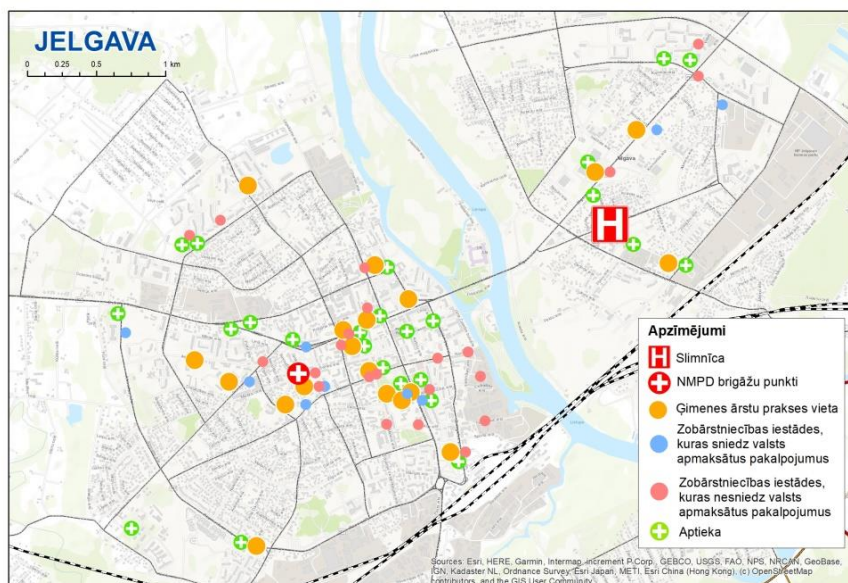 JELGAVA
0 0.25 0.5 1 km
Apzīmējumi
H Slimnīca
NMPD brigāžu punkti
Ģimenes ārstu prakses vieta
Zobārstniecības iestādes,
kuras sniedz valsts
apmaksātus pakalpojumus
Zobārstniecības iestādes,
kuras nesniedz valsts
apmaksātus pakalpojumus
Aptieka
H
Sources: Esri, HERE, Garmin, Intermap, increment P Corp., GEBCO, USGS, FAO, NPS, NRCAN, GeoBase,
IGN, Kadaster NL, Ordnance Survey, Esri Japan, METI, Esri China (Hong Kong), (c) OpenStreetMap
contributors, and the GIS User Community